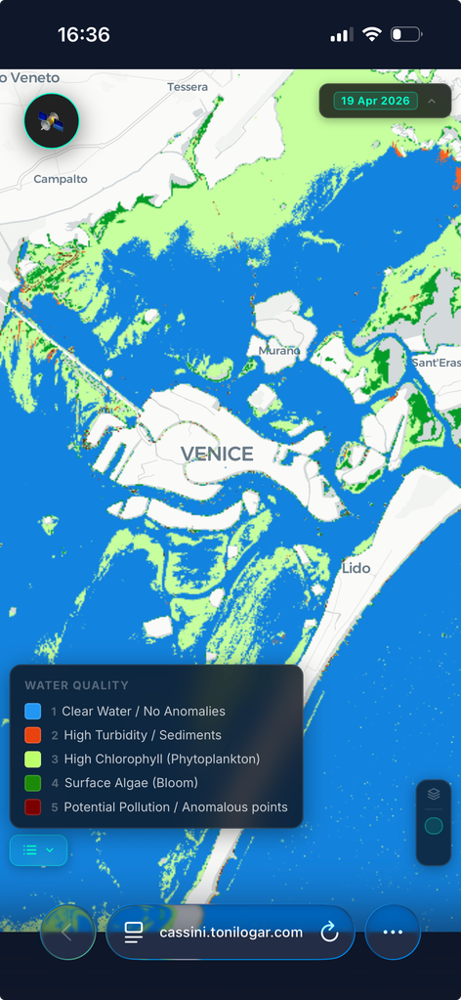 16:36
o Veneto
Tessera
19 Apr 2026
Campalto
Murano
Sant'Eras
VENICE
Lido
WATER QUALITY
1 Clear Water / No Anomalies
2 High Turbidity / Sediments
3 High Chlorophyll (Phytoplankton)
4 Surface Algae (Bloom)
5 Potential Pollution / Anomalous points
cassini.tonilogar.com